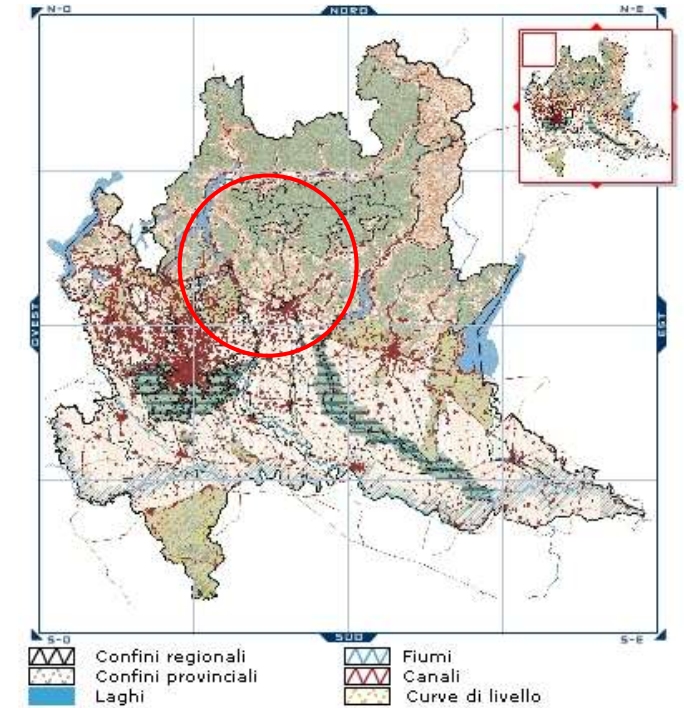 N-O NORD N-E
OVEST
EST
S-O SUD S-E
Confini regionali
Confini provinciali
Laghi
Fiumi
Canali
Curve di livello